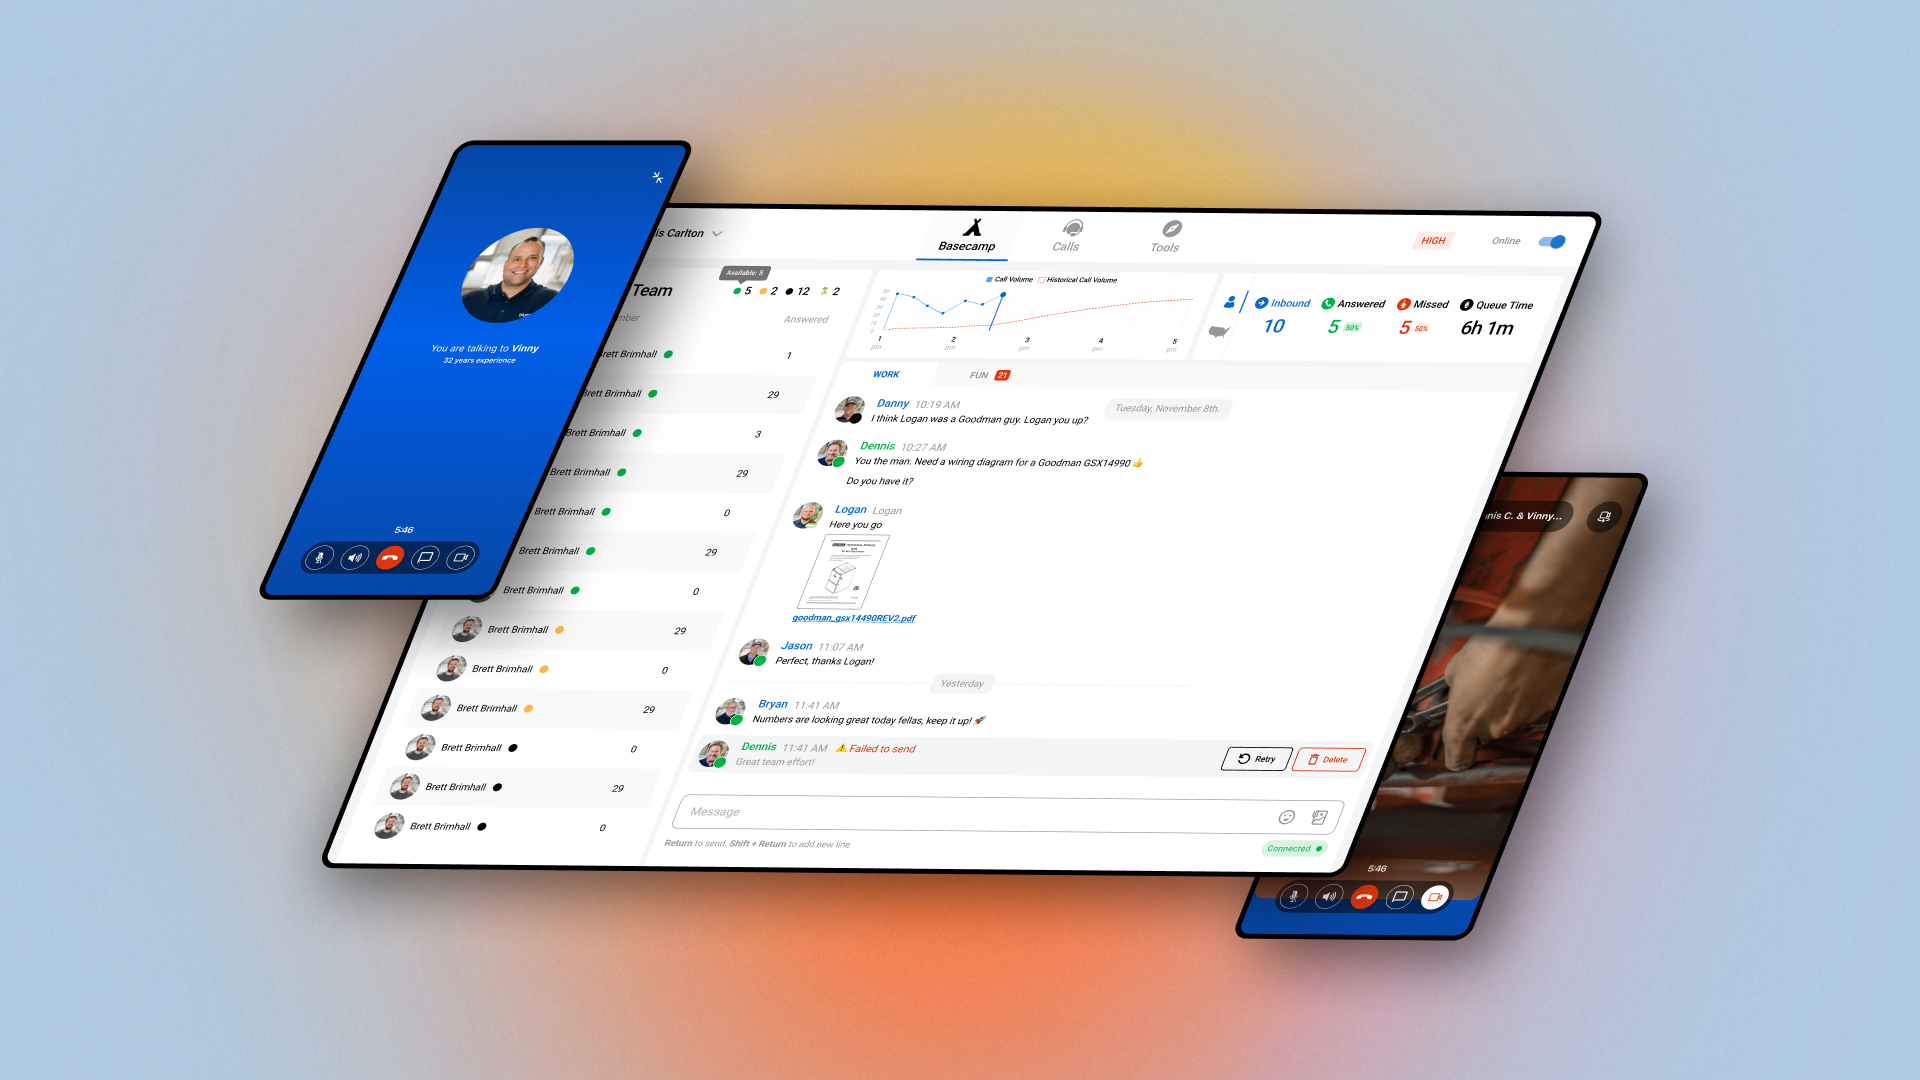 You are talking to Vinny
32 years experience
5:46
is Carlton
Basecamp
Calls
Tools
HIGH
Online
Team
Available: 5
5
2
12
2
mber
Answered
rett Brimhall 1
Brett Brimhall 29
Brett Brimhall 3
Brett Brimhall 29
Brett Brimhall 0
Brett Brimhall 29
Brett Brimhall 0
Brett Brimhall 29
Brett Brimhall 0
Brett Brimhall 29
Brett Brimhall 0
Brett Brimhall 29
Brett Brimhall 0
Call Volume
Historical Call Volume
50
40
30
20
10
0
1 2 3 4 5
pm pm pm pm pm
Inbound Answered Missed Queue Time
10 5 50% 5 50% 6h 1m
WORK
FUN 21
Tuesday, November 8th.
Danny 10:19 AM
I think Logan was a Goodman guy. Logan you up?
Dennis 10:27 AM
You the man. Need a wiring diagram for a Goodman GSX14990 👍
Do you have it?
Logan Logan
Here you go
goodman_gsx14490REV2.pdf
Jason 11:07 AM
Perfect, thanks Logan!
Yesterday
Bryan 11:41 AM
Numbers are looking great today fellas, keep it up! 🚀
Dennis 11:41 AM ⚠️ Failed to send
Great team effort!
Retry
Delete
Message
Return to send. Shift + Return to add new line
Connected
nis C. & Vinny...
5:46